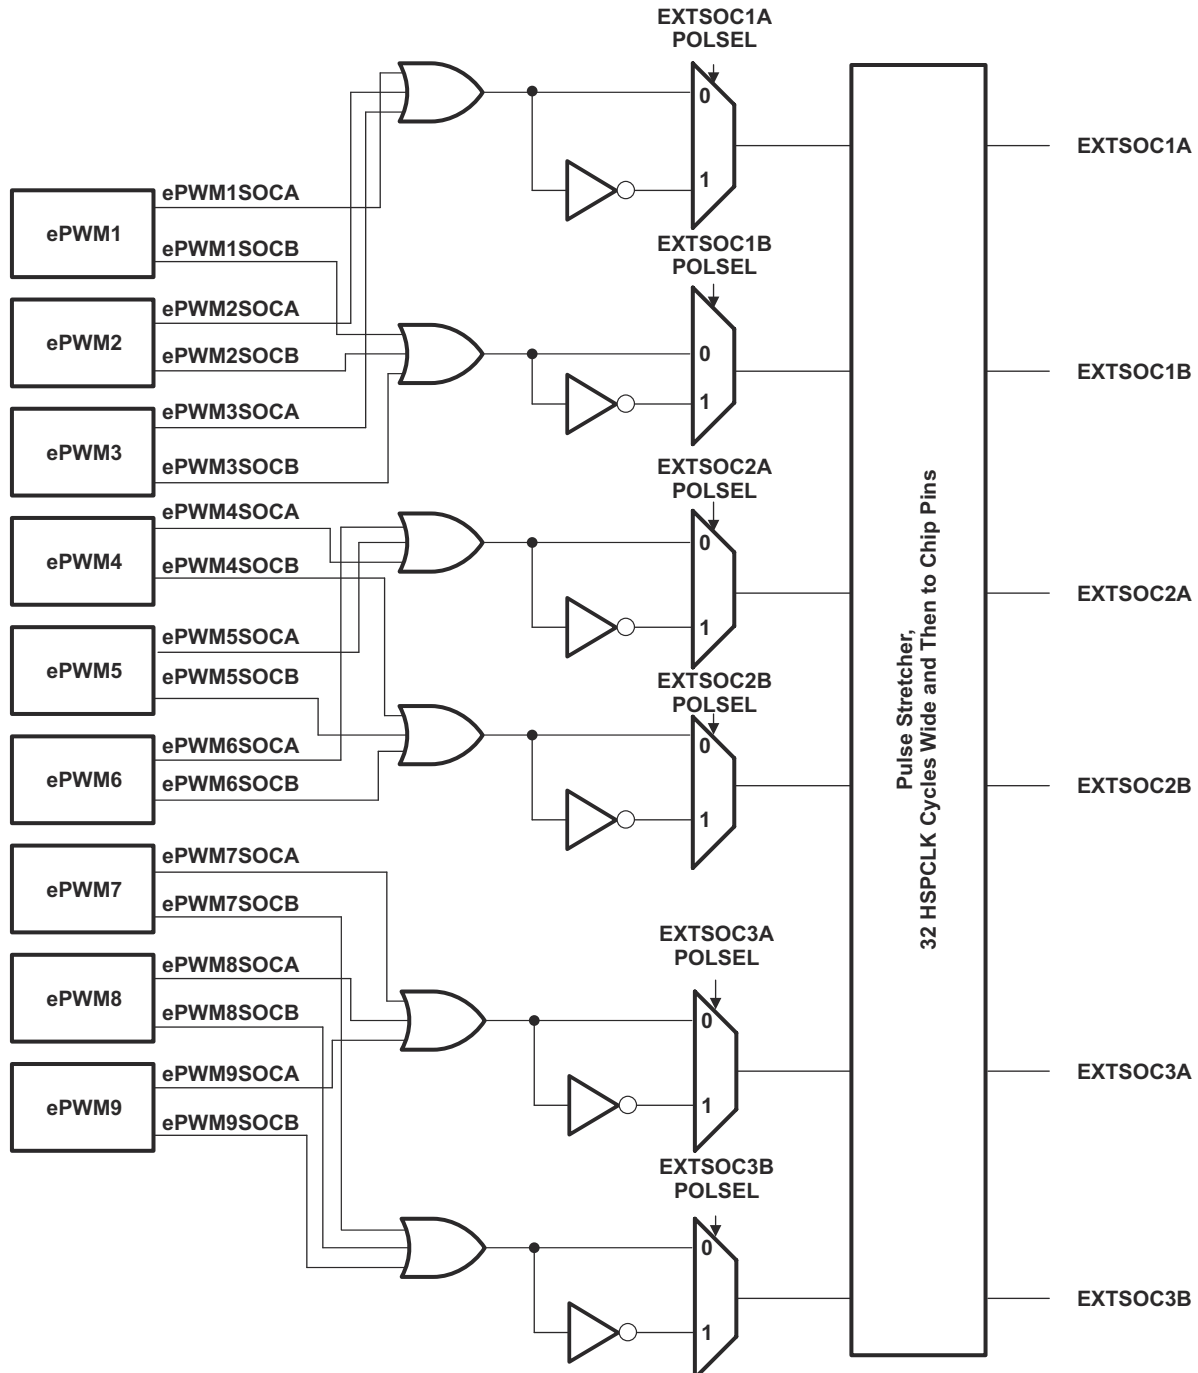 EXTSOC1A
POLSEL
0
1
EXTSOC1A
ePWM1
ePWM1SOCA
ePWM1SOCB
EXTSOC1B
POLSEL
0
1
EXTSOC1B
ePWM2
ePWM2SOCA
ePWM2SOCB
ePWM3
ePWM3SOCA
ePWM3SOCB
EXTSOC2A
POLSEL
0
1
EXTSOC2A
ePWM4
ePWM4SOCA
ePWM4SOCB
ePWM5
ePWM5SOCA
ePWM5SOCB
EXTSOC2B
POLSEL
0
1
EXTSOC2B
ePWM6
ePWM6SOCA
ePWM6SOCB
Pulse Stretcher,
32 HSPCLK Cycles Wide and Then to Chip Pins
ePWM7
ePWM7SOCA
ePWM7SOCB
EXTSOC3A
POLSEL
0
1
EXTSOC3A
ePWM8
ePWM8SOCA
ePWM8SOCB
ePWM9
ePWM9SOCA
ePWM9SOCB
EXTSOC3B
POLSEL
0
1
EXTSOC3B